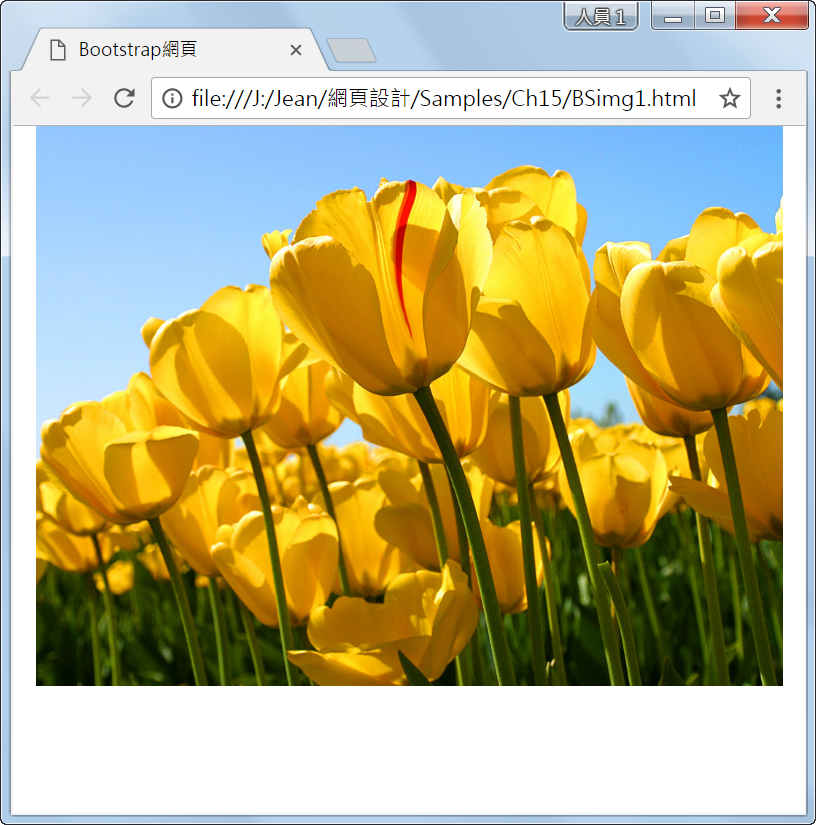 人員 1
Bootstrap網頁
file:///J:/Jean/網頁設計/Samples/Ch15/BSimg1.html